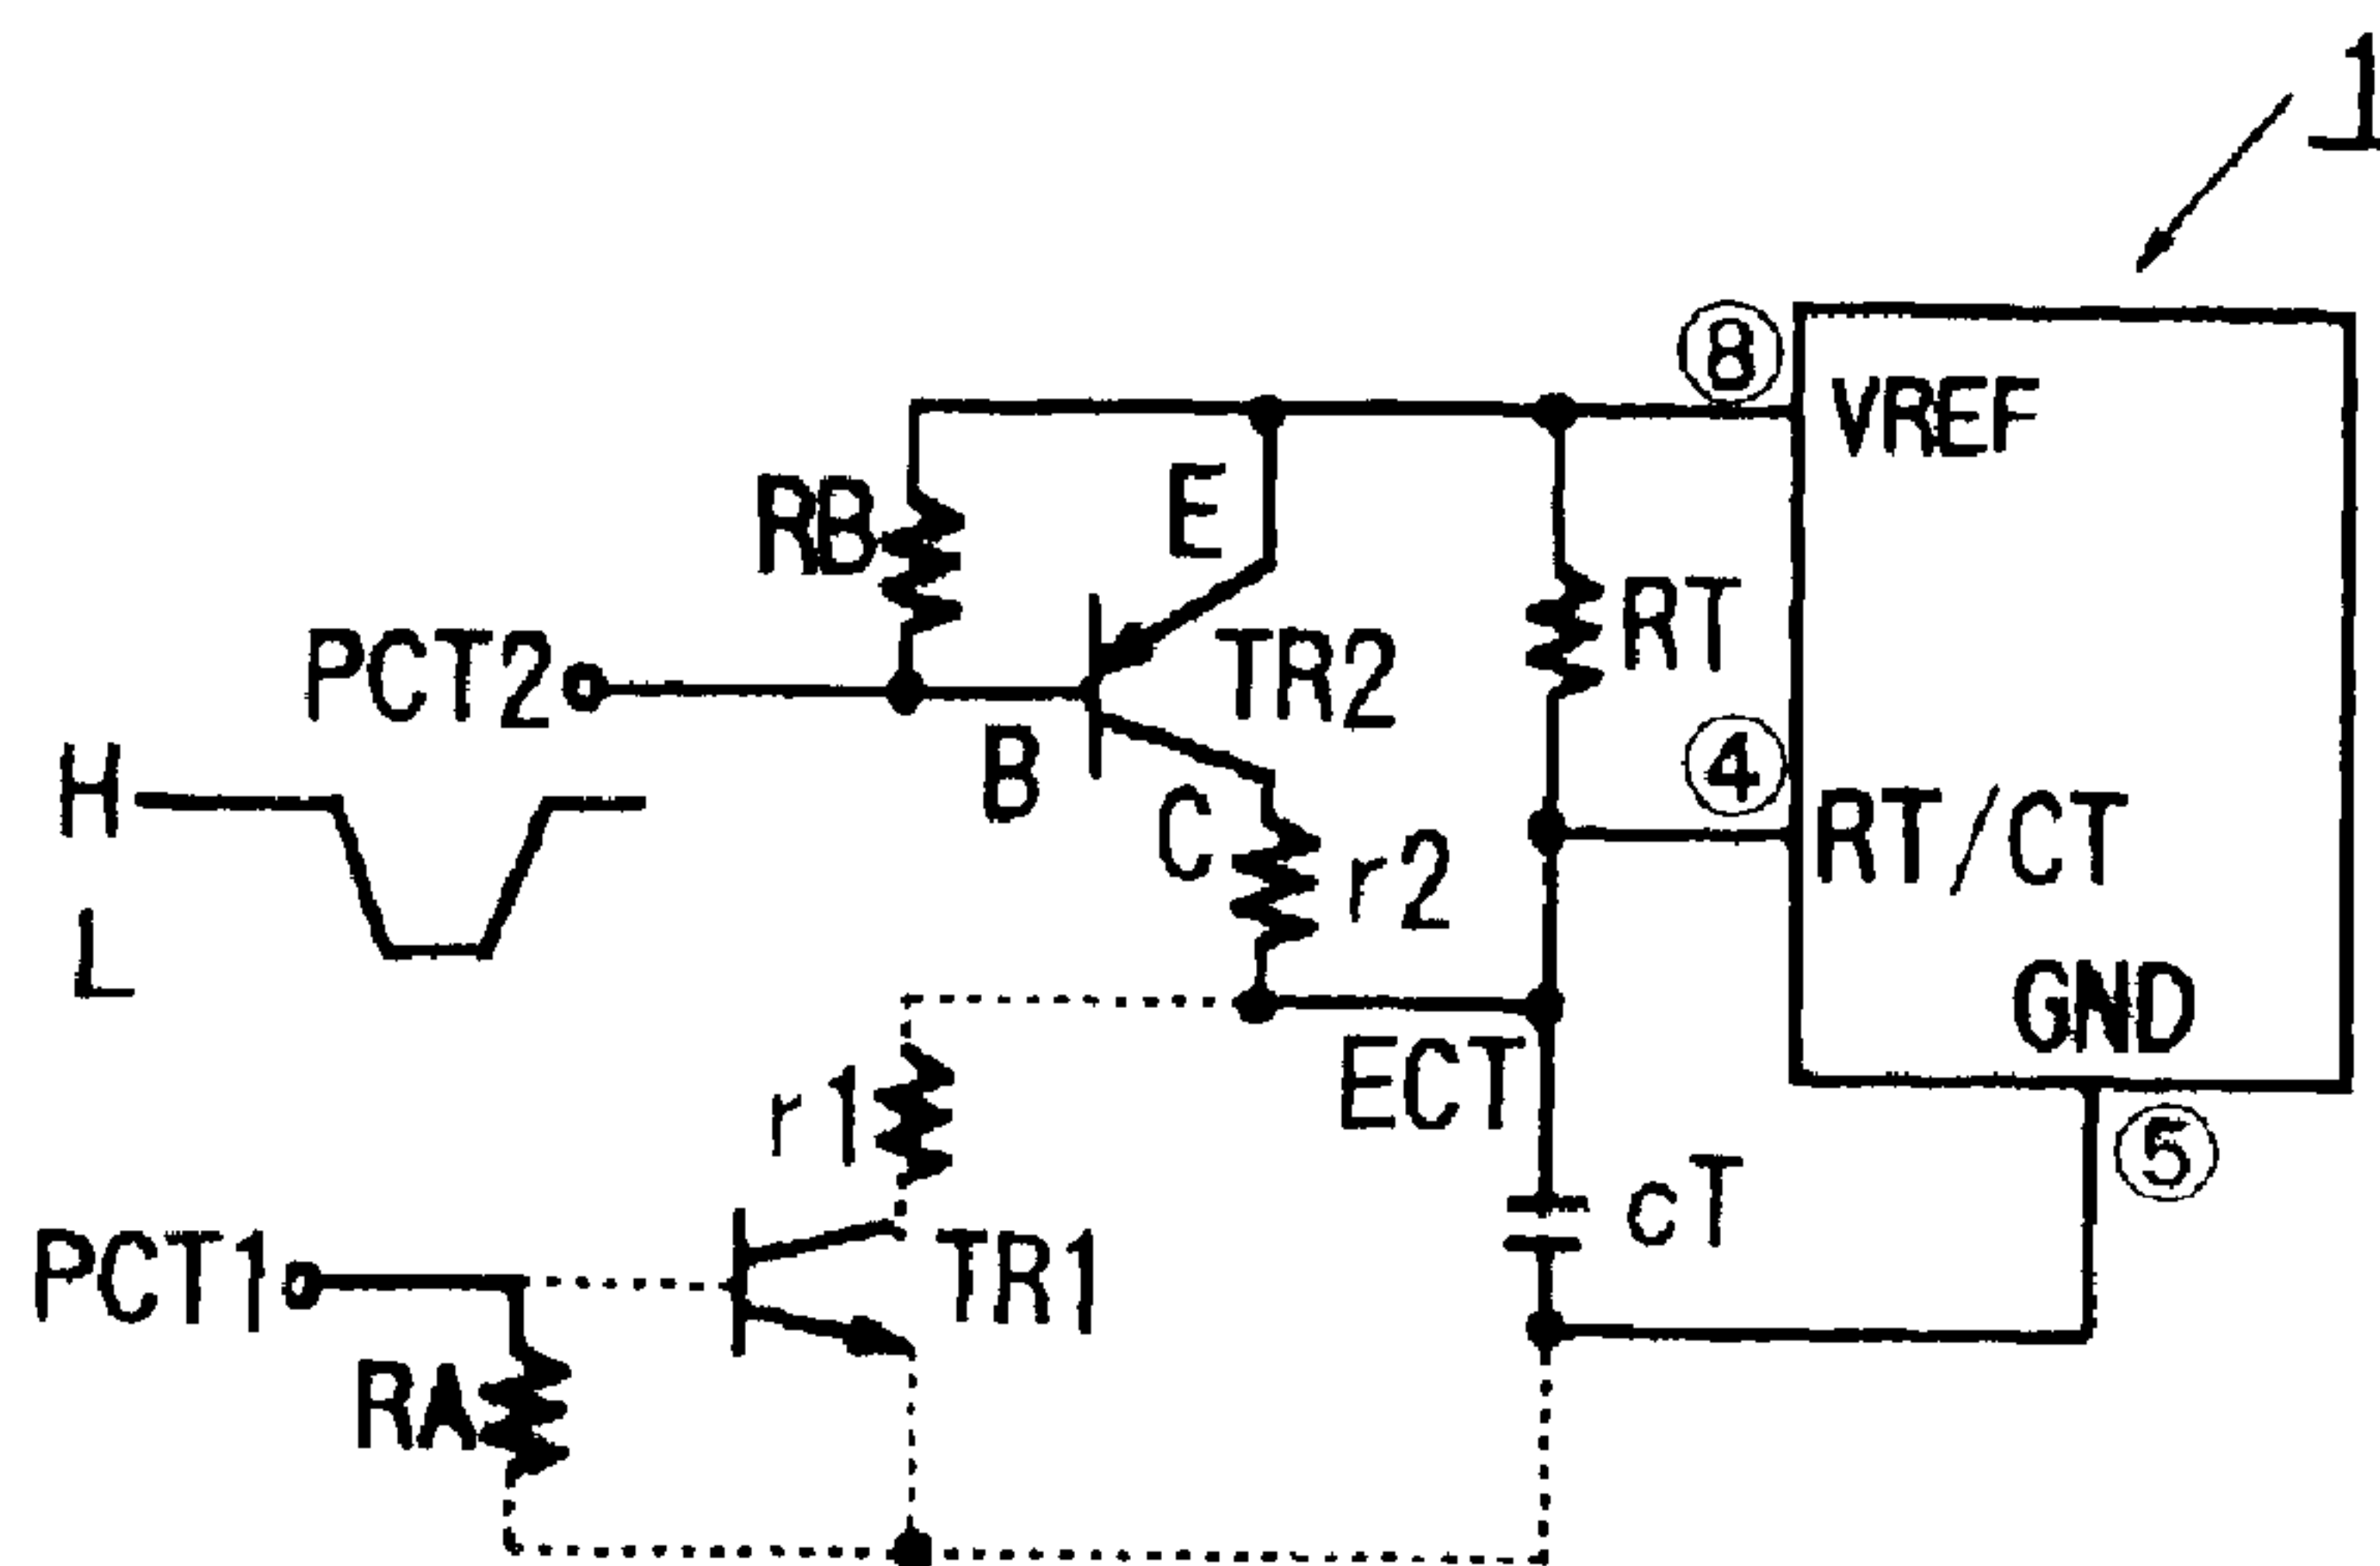 1
⑧
VREF
E
RB
RT
PCT2
TR2
B
④
H
C
RT/CT
r2
L
GND
ECT
r1
⑤
cT
PCT1
TR1
RA